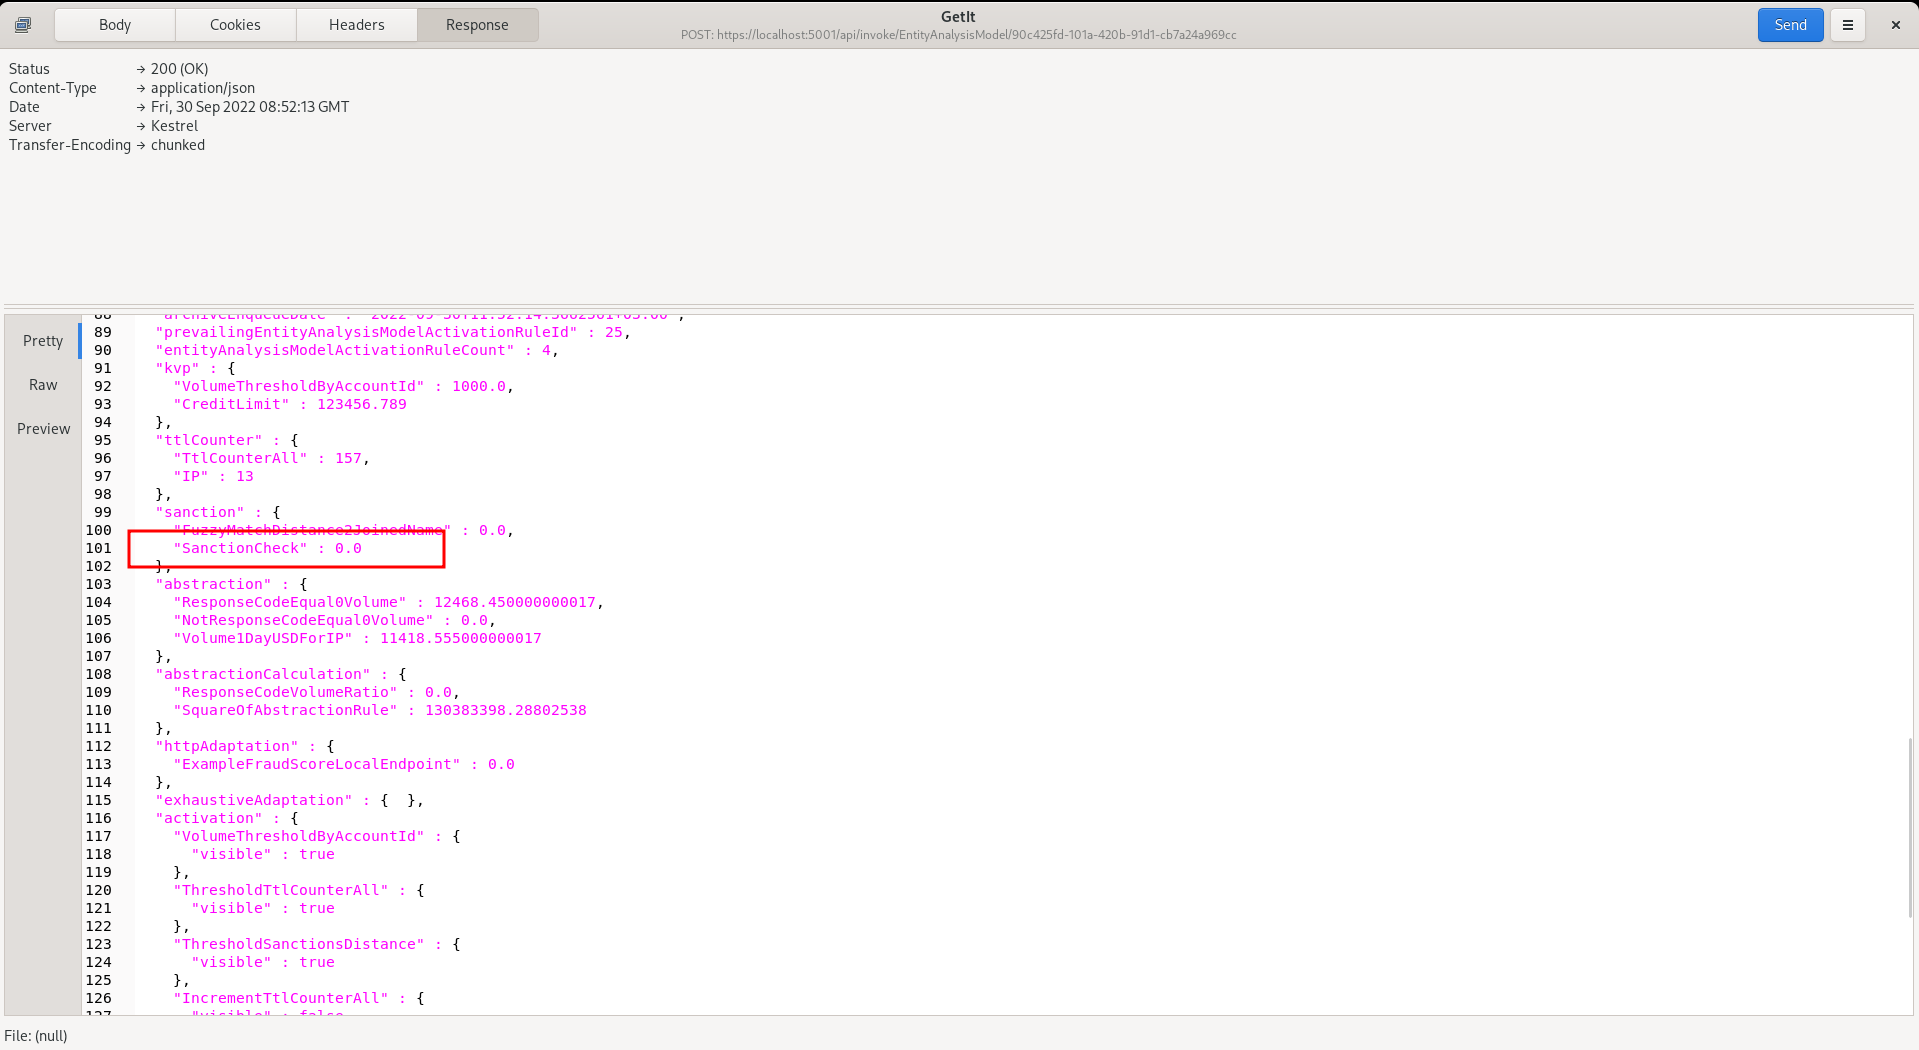 Body
Cookies
Headers
Response
GetIt
POST: https://localhost:5001/api/invoke/EntityAnalysisModel/90c425fd-101a-420b-91d1-cb7a24a969cc
Send
Status → 200 (OK)
Content-Type → application/json
Date → Fri, 30 Sep 2022 08:52:13 GMT
Server → Kestrel
Transfer-Encoding → chunked
Pretty
Raw
Preview
89 "prevailingEntityAnalysisModelActivationRuleId" : 25,
90 "entityAnalysisModelActivationRuleCount" : 4,
91 "kvp" : {
92 "VolumeThresholdByAccountId" : 1000.0,
93 "CreditLimit" : 123456.789
94 },
95 "ttlCounter" : {
96 "TtlCounterAll" : 157,
97 "IP" : 13
98 },
99 "sanction" : {
100 "FuzzyMatchDistance2JoinedName" : 0.0,
101 "SanctionCheck" : 0.0
102 },
103 "abstraction" : {
104 "ResponseCodeEqual0Volume" : 12468.450000000017,
105 "NotResponseCodeEqual0Volume" : 0.0,
106 "Volume1DayUSDForIP" : 11418.555000000017
107 },
108 "abstractionCalculation" : {
109 "ResponseCodeVolumeRatio" : 0.0,
110 "SquareOfAbstractionRule" : 130383398.28802538
111 },
112 "httpAdaptation" : {
113 "ExampleFraudScoreLocalEndpoint" : 0.0
114 },
115 "exhaustiveAdaptation" : {  },
116 "activation" : {
117 "VolumeThresholdByAccountId" : {
118 "visible" : true
119 },
120 "ThresholdTtlCounterAll" : {
121 "visible" : true
122 },
123 "ThresholdSanctionsDistance" : {
124 "visible" : true
125 },
126 "IncrementTtlCounterAll" : {
127 "visible" : false
File: (null)